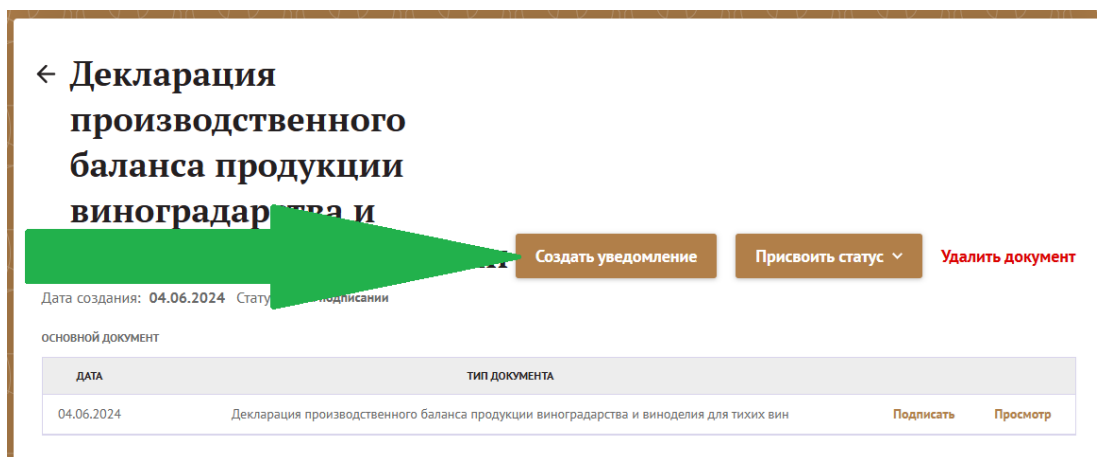 ← Декларация
производственного
баланса продукции
виноградарства и
Создать уведомление Присвоить статус Удалить документ
Дата создания: 04.06.2024 подписании
ОСНОВНОЙ ДОКУМЕНТ
ДАТА ТИП ДОКУМЕНТА
04.06.2024 Декларация производственного баланса продукции виноградарства и виноделия для тихих вин Подписать Просмотр